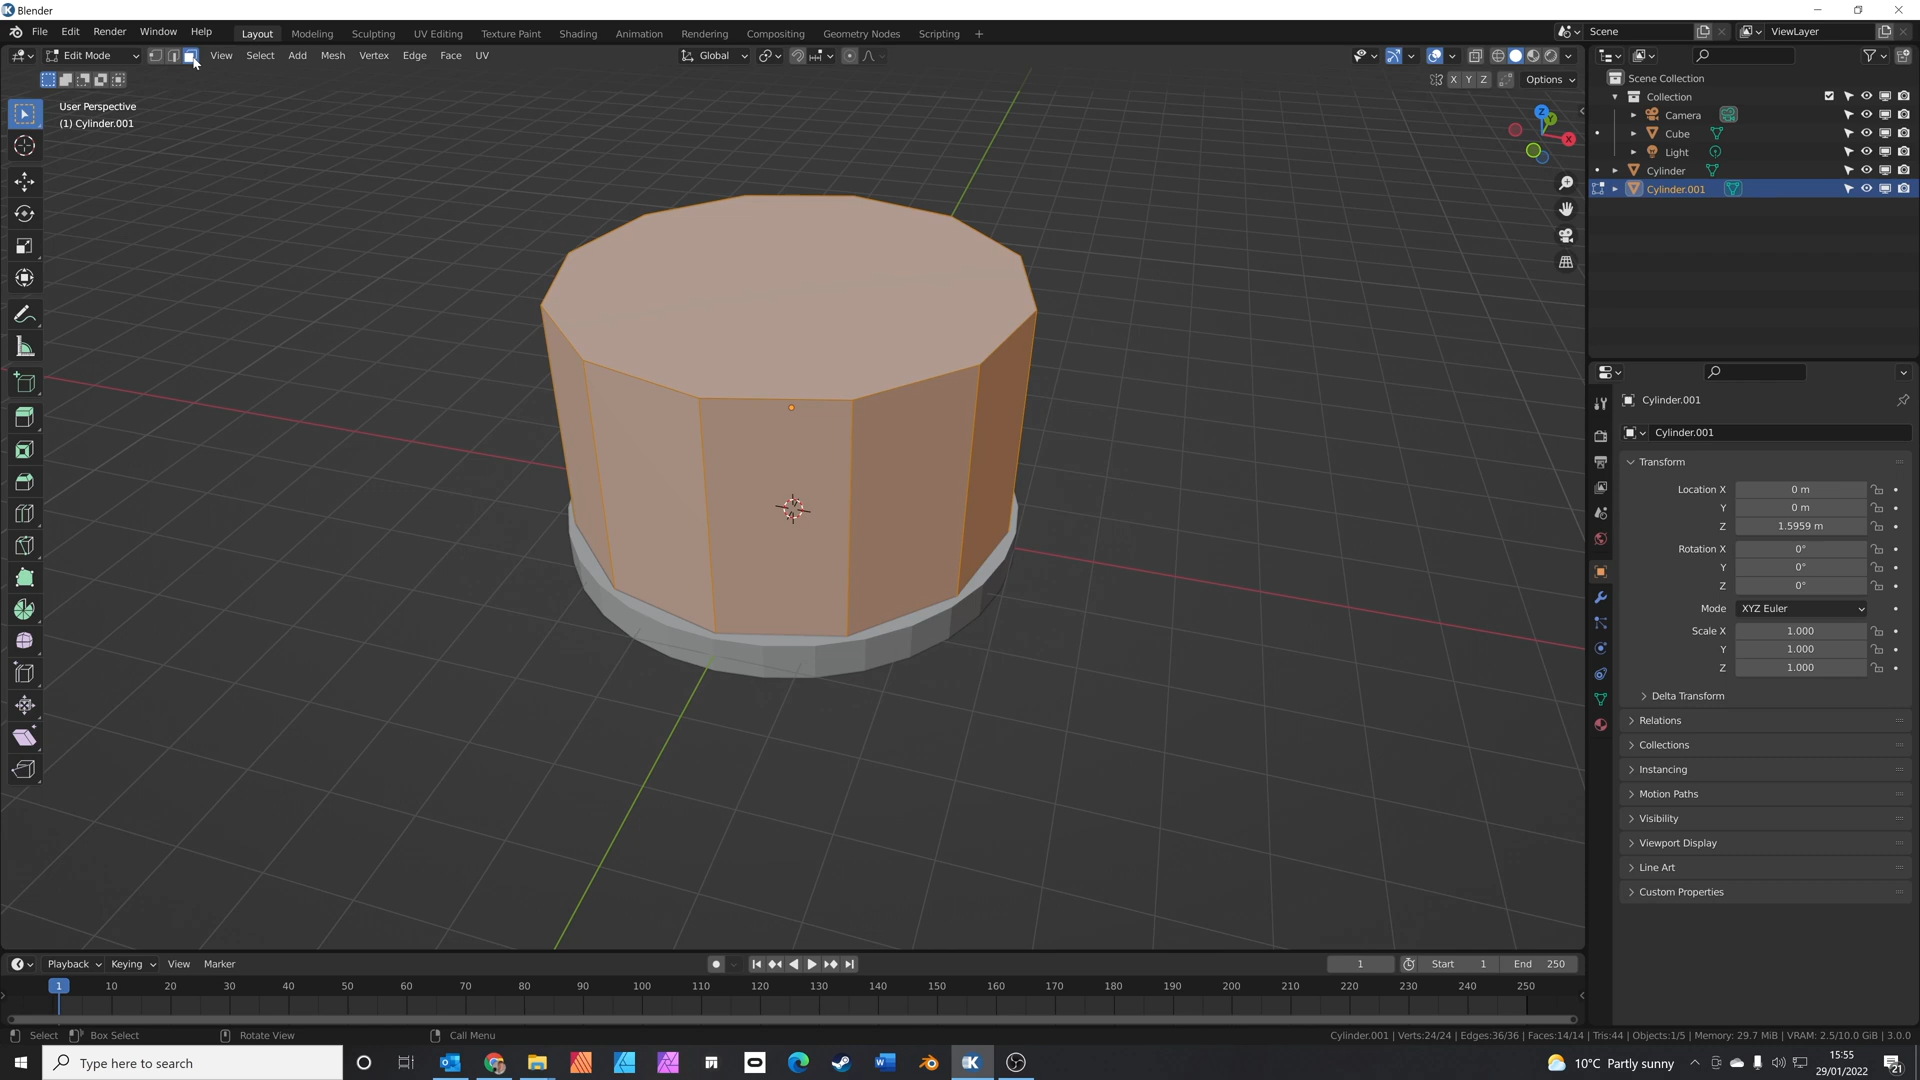 Blender
File Edit Render Window Help Layout Modeling Sculpting UV Editing Texture Paint Shading Animation Rendering Compositing Geometry Nodes Scripting + Scene ViewLayer
Edit Mode View Select Add Mesh Vertex Edge Face UV Global
X Y Z Options
User Perspective
(1) Cylinder.001
Z Y X
Scene Collection
Collection
Camera
Cube
Light
Cylinder
Cylinder.001
Cylinder.001
Cylinder.001
Transform
Location X 0 m
Y 0 m
Z 1.5959 m
Rotation X 0°
Y 0°
Z 0°
Mode XYZ Euler
Scale X 1.000
Y 1.000
Z 1.000
Delta Transform
Relations
Collections
Instancing
Motion Paths
Visibility
Viewport Display
Line Art
Custom Properties
Playback Keying View Marker 1 Start 1 End 250
1 10 20 30 40 50 60 70 80 90 100 110 120 130 140 150 160 170 180 190 200 210 220 230 240 250
Select Box Select Rotate View Call Menu Cylinder.001 | Verts:24/24 | Edges:36/36 | Faces:14/14 | Tris:44 | Objects:1/5 | Memory: 29.7 MiB | VRAM: 2.5/10.0 GiB | 3.0.0
Type here to search 10°C Partly sunny 15:55
29/01/2022 21